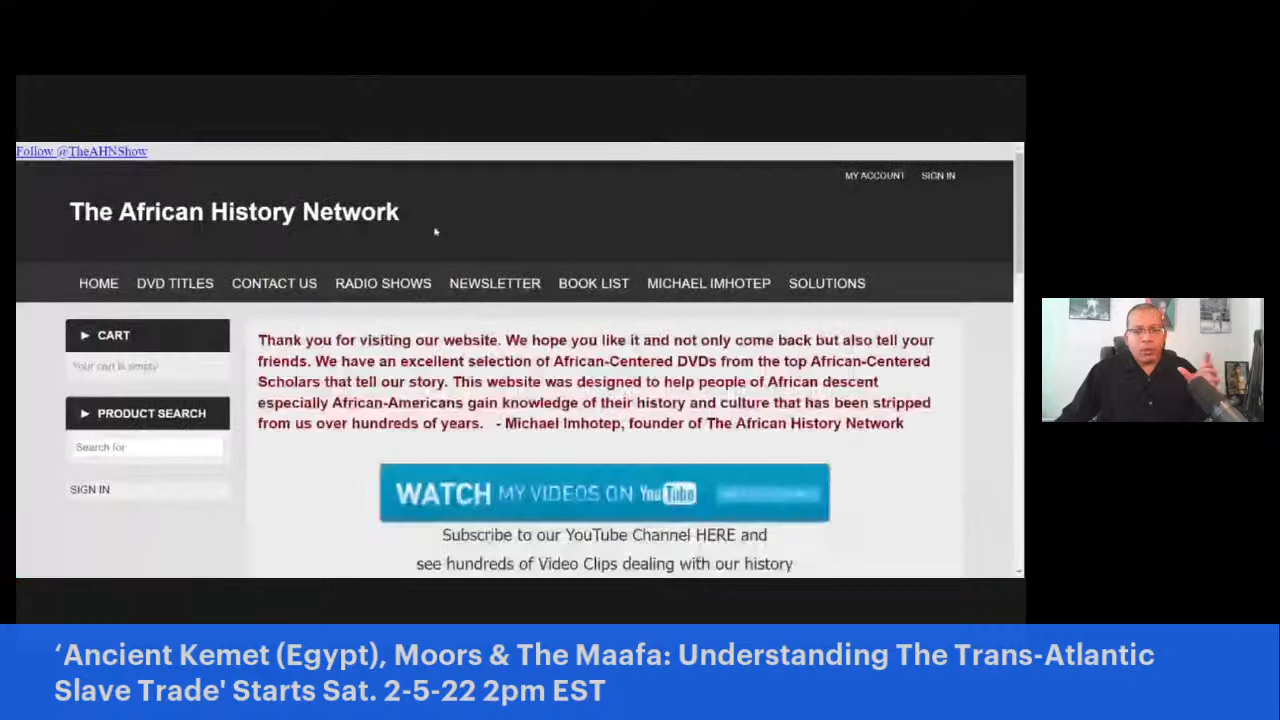 Follow @TheAHNShow
MY ACCOUNT SIGN IN
The African History Network
HOME DVD TITLES CONTACT US RADIO SHOWS NEWSLETTER BOOK LIST MICHAEL IMHOTEP SOLUTIONS
► CART
Your cart is empty
► PRODUCT SEARCH
Search for
SIGN IN
Thank you for visiting our website. We hope you like it and not only come back but also tell your
friends. We have an excellent selection of African-Centered DVDs from the top African-Centered
Scholars that tell our story. This website was designed to help people of African descent
especially African-Americans gain knowledge of their history and culture that has been stripped
from us over hundreds of years. - Michael Imhotep, founder of The African History Network
WATCH MY VIDEOS ON YouTube
Subscribe to our YouTube Channel HERE and
see hundreds of Video Clips dealing with our history
‘Ancient Kemet (Egypt), Moors & The Maafa: Understanding The Trans-Atlantic
Slave Trade' Starts Sat. 2-5-22 2pm EST